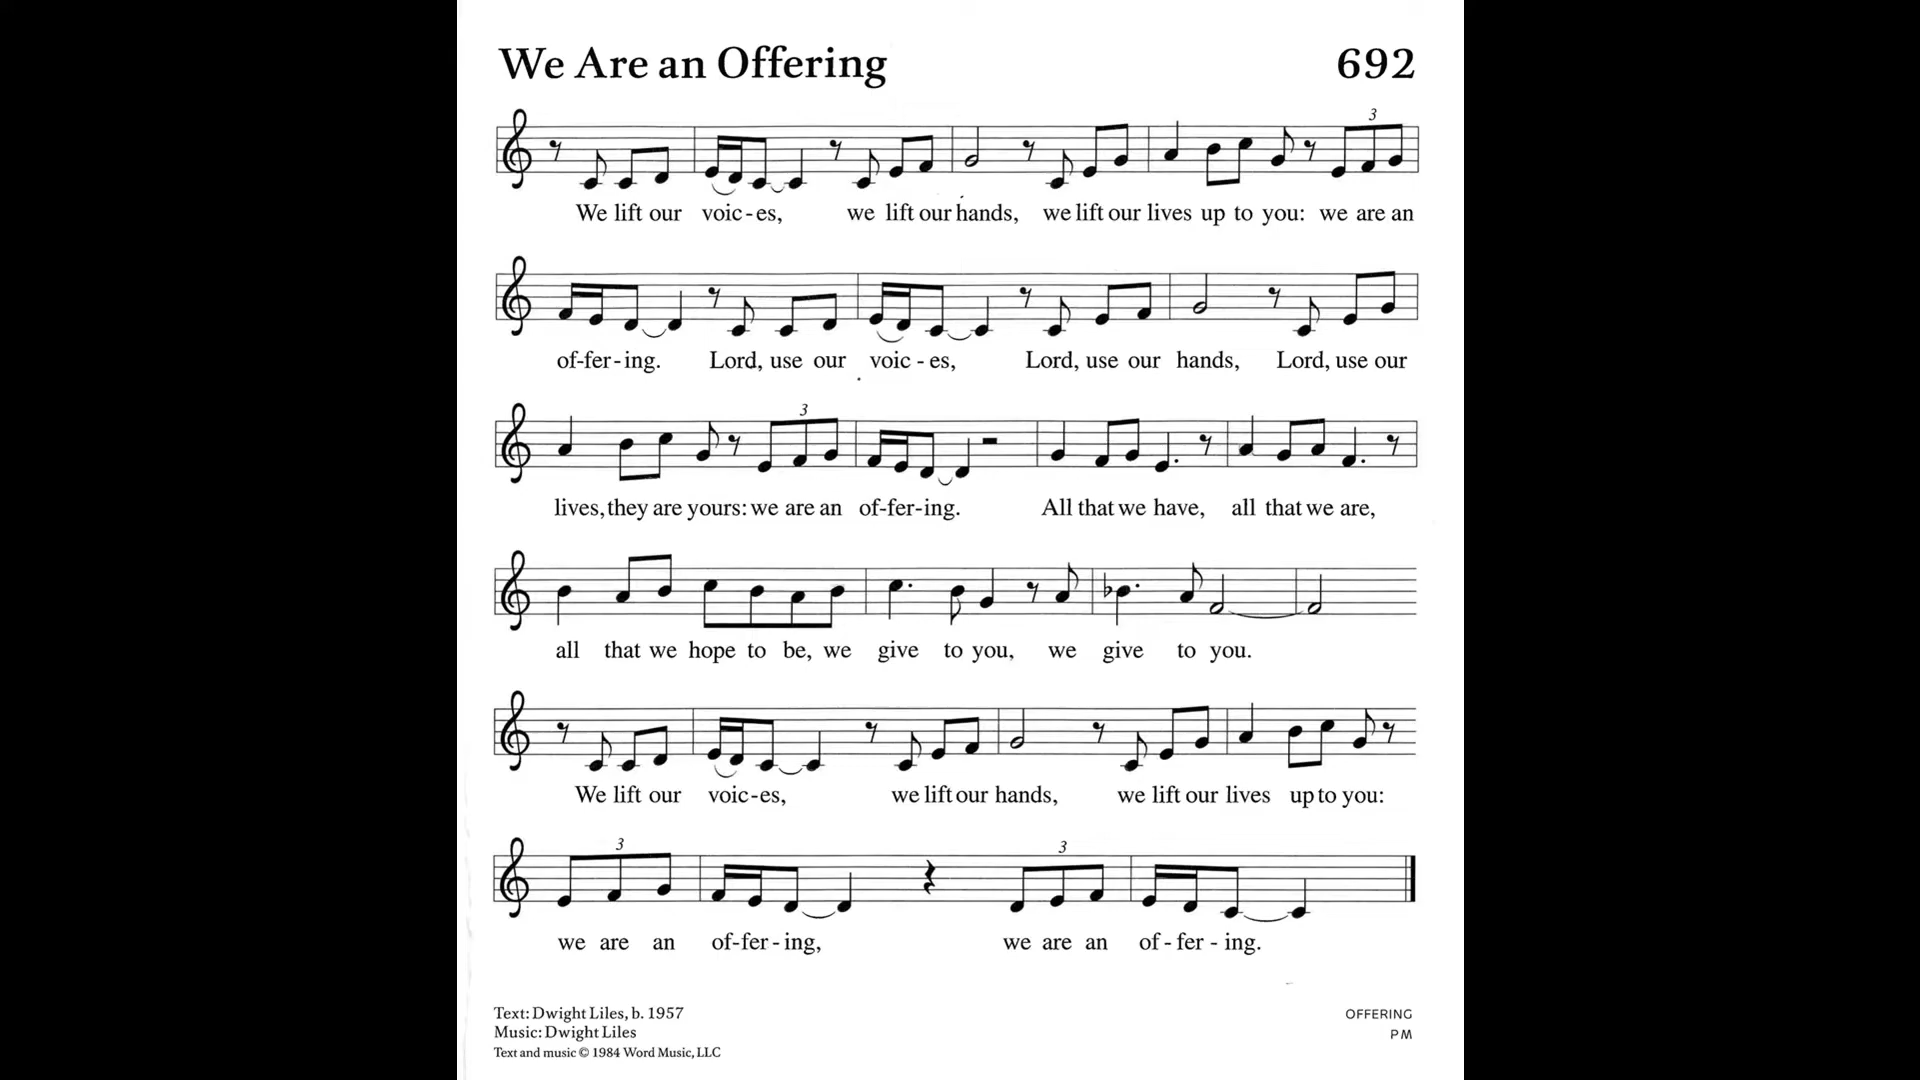 We Are an Offering 692
3
We lift our voic-es, we lift our hands, we lift our lives up to you: we are an
of-fer-ing. Lord, use our voic-es, Lord, use our hands, Lord, use our
3
lives, they are yours: we are an of-fer-ing. All that we have, all that we are,
all that we hope to be, we give to you, we give to you.
We lift our voic-es, we lift our hands, we lift our lives up to you:
3 3
we are an of-fer-ing, we are an of-fer-ing.
Text: Dwight Liles, b. 1957 OFFERING
Music: Dwight Liles PM
Text and music © 1984 Word Music, LLC